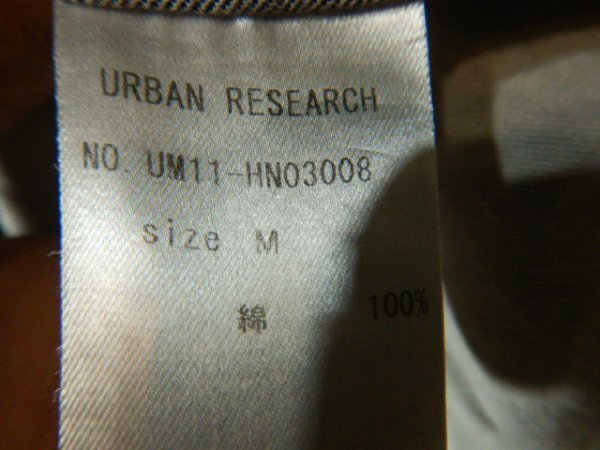 URBAN RESEARCH
NO. UM11-HN03008
size M
綿 100%